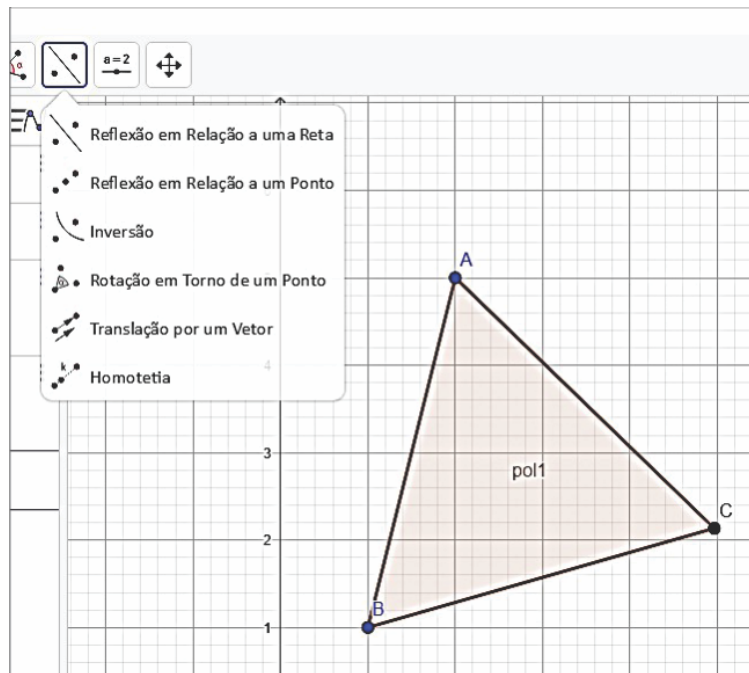 a=2
Reflexão em Relação a uma Reta
Reflexão em Relação a um Ponto
Inversão
Rotação em Torno de um Ponto
Translação por um Vetor
k
Homotetia
A
4
3
pol1
C
2
B
1